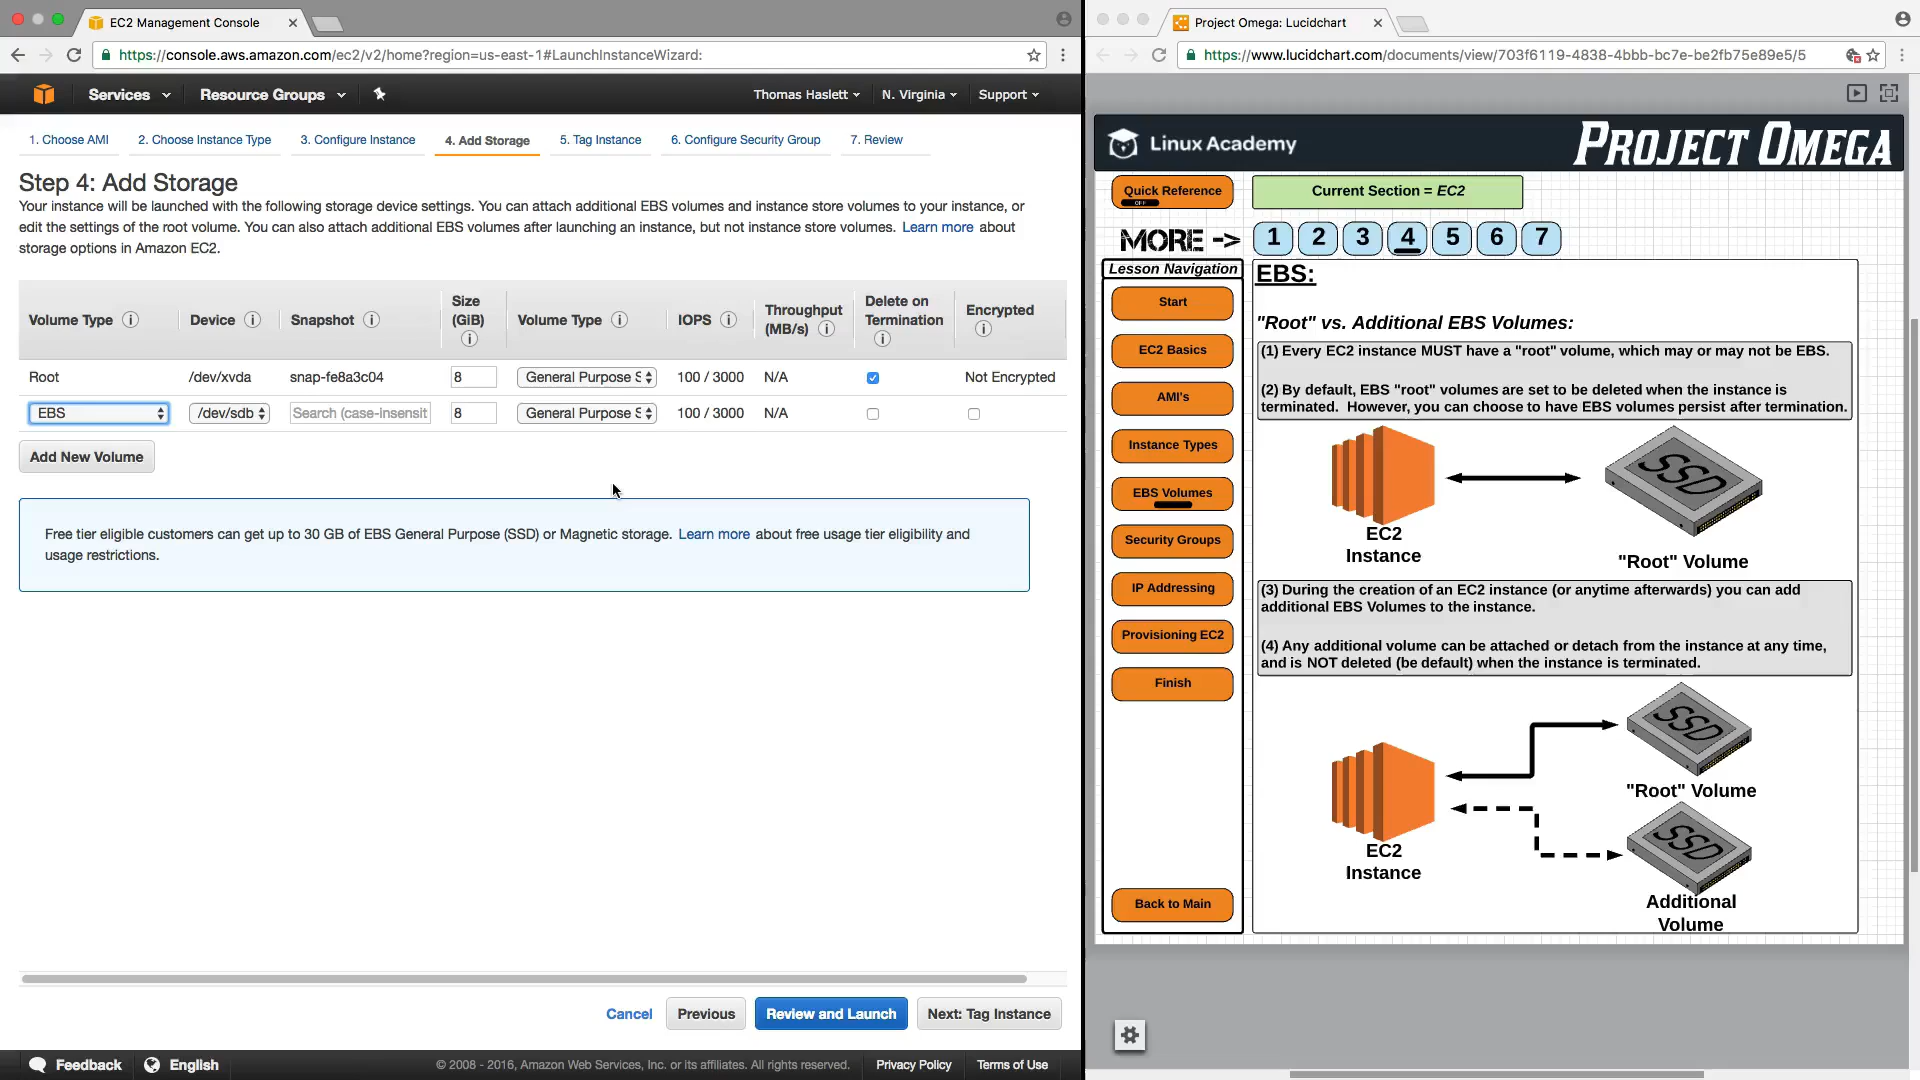 EC2 Management Console
https://console.aws.amazon.com/ec2/v2/home?region=us-east-1#LaunchInstanceWizard:
Services
Resource Groups
Thomas Haslett
N. Virginia
Support
1. Choose AMI
2. Choose Instance Type
3. Configure Instance
4. Add Storage
5. Tag Instance
6. Configure Security Group
7. Review
Step 4: Add Storage
Your instance will be launched with the following storage device settings. You can attach additional EBS volumes and instance store volumes to your instance, or
edit the settings of the root volume. You can also attach additional EBS volumes after launching an instance, but not instance store volumes. Learn more about
storage options in Amazon EC2.
Volume Type
Device
Snapshot
Size
(GiB)
Volume Type
IOPS
Throughput
(MB/s)
Delete on
Termination
Encrypted
Root /dev/xvda snap-fe8a3c04 8 General Purpose S 100 / 3000 N/A Not Encrypted
EBS /dev/sdb Search (case-insensit 8 General Purpose S 100 / 3000 N/A
Add New Volume
Free tier eligible customers can get up to 30 GB of EBS General Purpose (SSD) or Magnetic storage. Learn more about free usage tier eligibility and
usage restrictions.
Cancel
Previous
Review and Launch
Next: Tag Instance
Feedback
English
© 2008 - 2016, Amazon Web Services, Inc. or its affiliates. All rights reserved.
Privacy Policy
Terms of Use
Project Omega: Lucidchart
https://www.lucidchart.com/documents/view/703f6119-4838-4bbb-bc7e-be2fb75e89e5/5
Linux Academy
PROJECT OMEGA
Quick Reference
OFF
Current Section = EC2
MORE ->
1 2 3 4 5 6 7
Lesson Navigation
Start
EC2 Basics
AMI's
Instance Types
EBS Volumes
Security Groups
IP Addressing
Provisioning EC2
Finish
Back to Main
EBS:
"Root" vs. Additional EBS Volumes:
(1) Every EC2 instance MUST have a "root" volume, which may or may not be EBS.
(2) By default, EBS "root" volumes are set to be deleted when the instance is
terminated. However, you can choose to have EBS volumes persist after termination.
SSD
EC2
Instance
"Root" Volume
(3) During the creation of an EC2 instance (or anytime afterwards) you can add
additional EBS Volumes to the instance.
(4) Any additional volume can be attached or detach from the instance at any time,
and is NOT deleted (be default) when the instance is terminated.
SSD
"Root" Volume
SSD
EC2
Instance
Additional
Volume